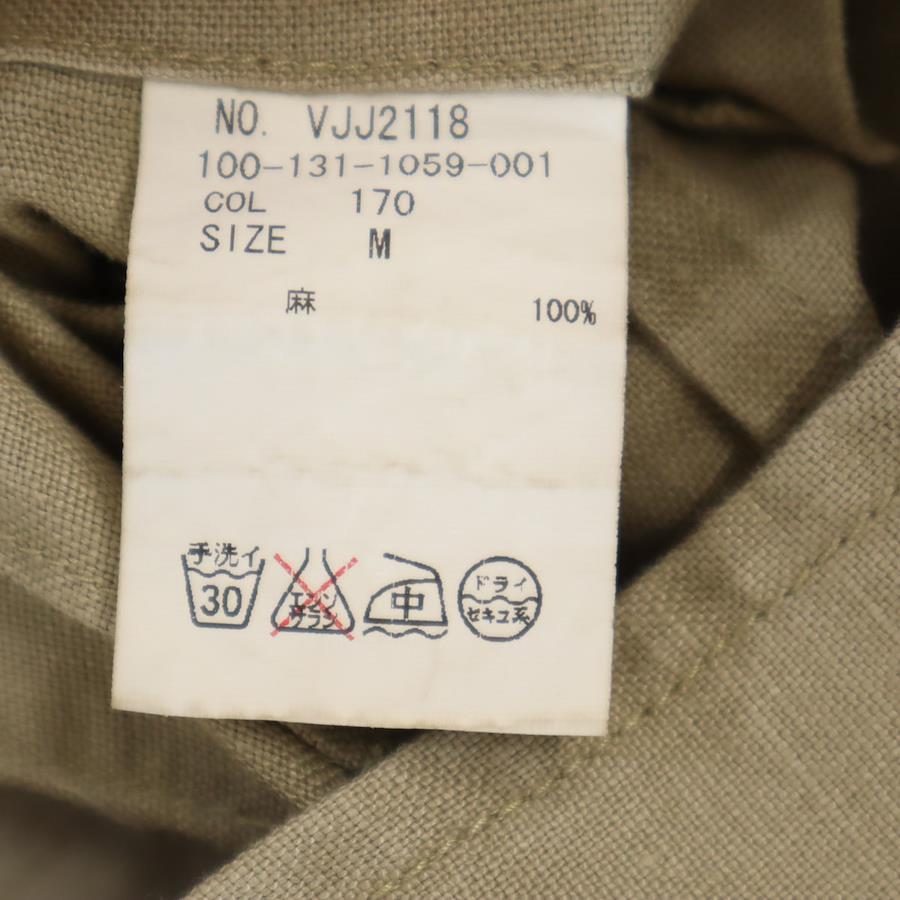 NO. VJJ2118
100-131-1059-001
COL 170
SIZE M
麻 100%
手洗イ
30
エンソ
サラシ
中
ドライ
セキユ系